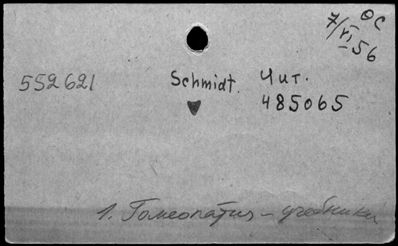 ОС
7/VI 56
552621 Schmidt. Чит.
485065
1. Гомеопатия – учебники